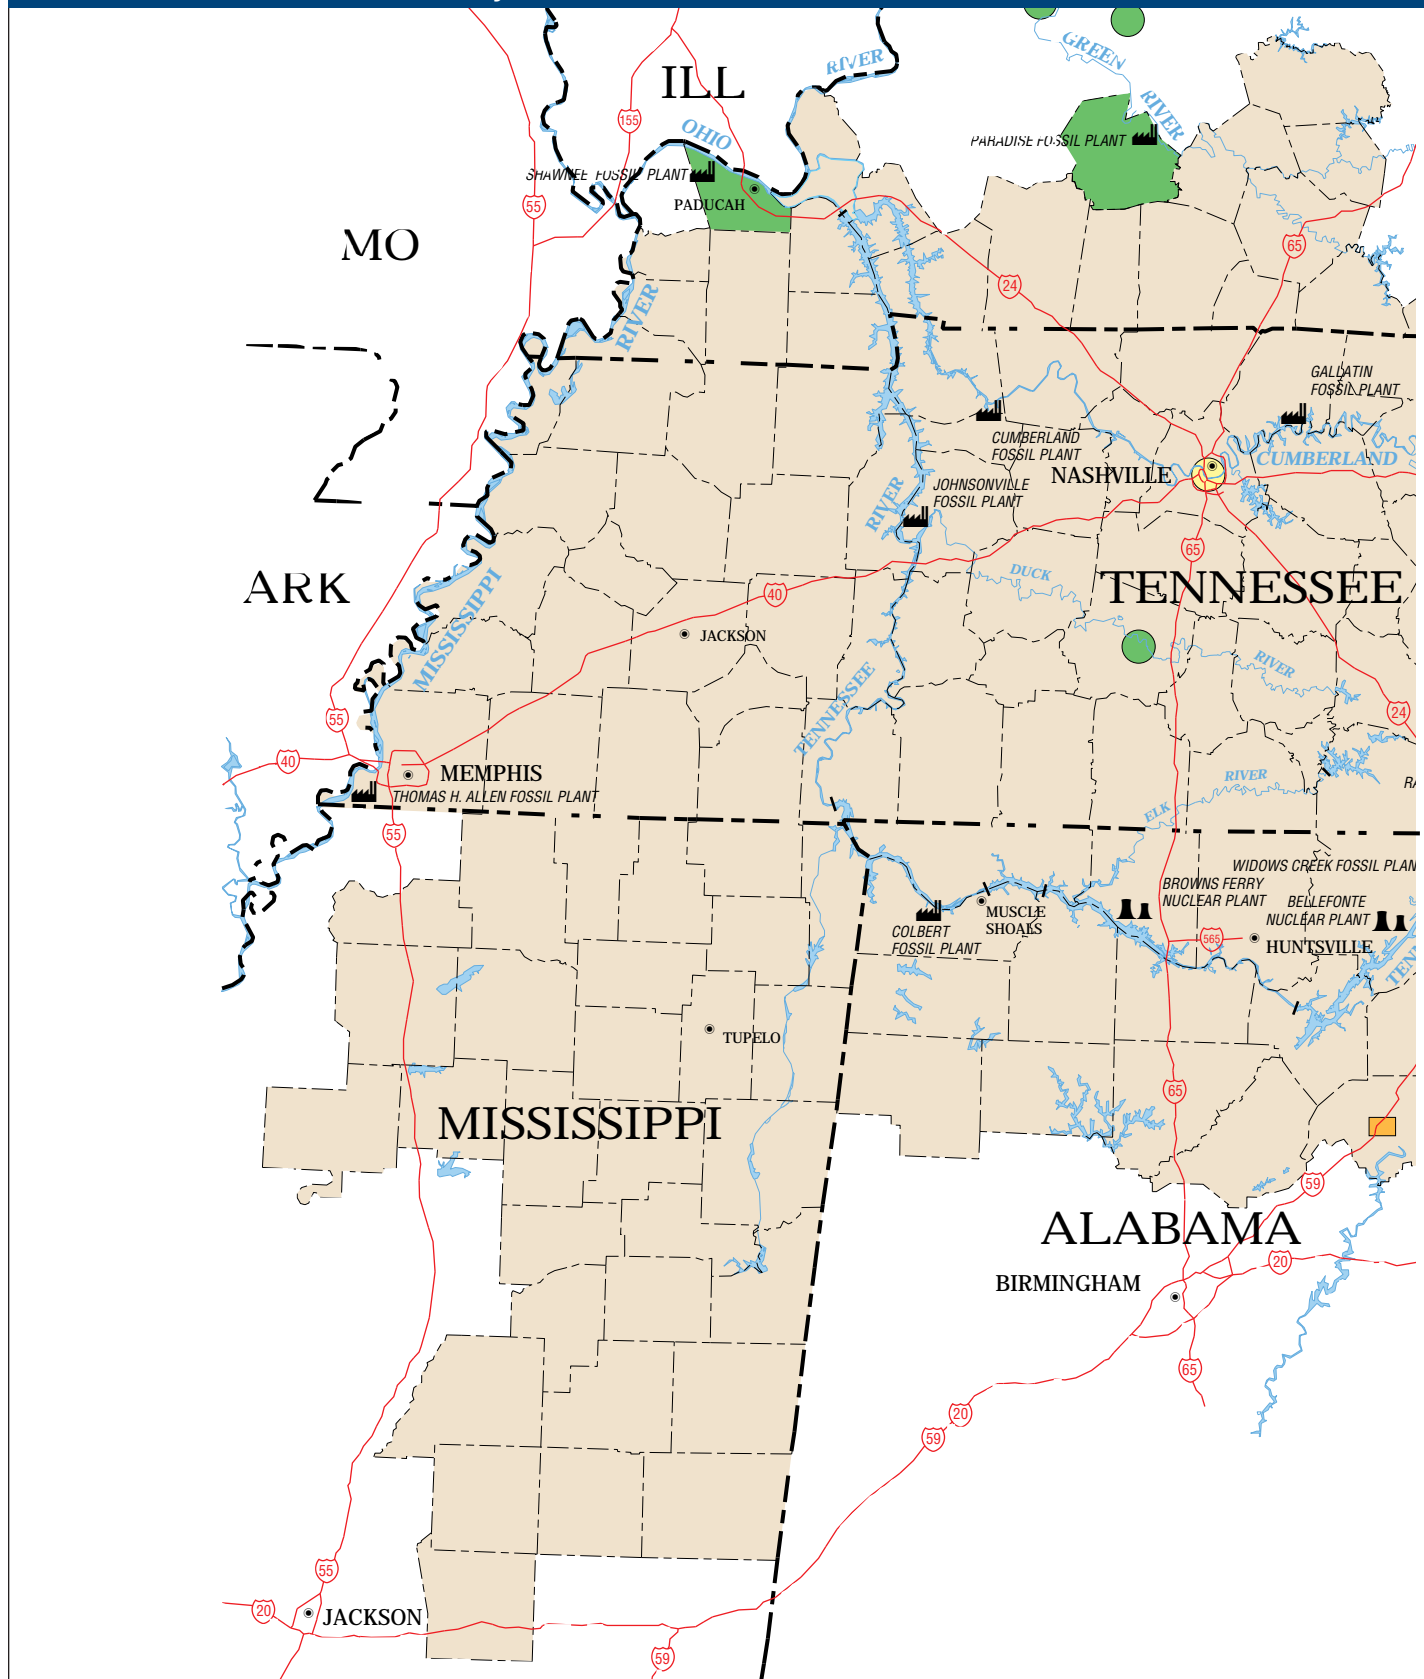 ILL
RIVER
GREEN
RIVER
155
OHIO
PARADISE FOSSIL PLANT
SHAWNEE FOSSIL PLANT
PADUCAH
55
MO
65
24
RIVER
GALLATIN
FOSSIL PLANT
CUMBERLAND
FOSSIL PLANT
CUMBERLAND
NASHVILLE
JOHNSONVILLE
FOSSIL PLANT
RIVER
65
DUCK
ARK
TENNESSEE
40
MISSISSIPPI
JACKSON
RIVER
TENNESSEE
55
24
40
MEMPHIS
THOMAS H. ALLEN FOSSIL PLANT
RIVER
ELK
55
WIDOWS CREEK FOSSIL PLAN
BROWNS FERRY
NUCLEAR PLANT
BELLEFONTE
NUCLEAR PLANT
MUSCLE
SHOALS
COLBERT
FOSSIL PLANT
565
HUNTSVILLE
TUPELO
65
MISSISSIPPI
59
ALABAMA
20
BIRMINGHAM
65
20
59
55
20
JACKSON
59